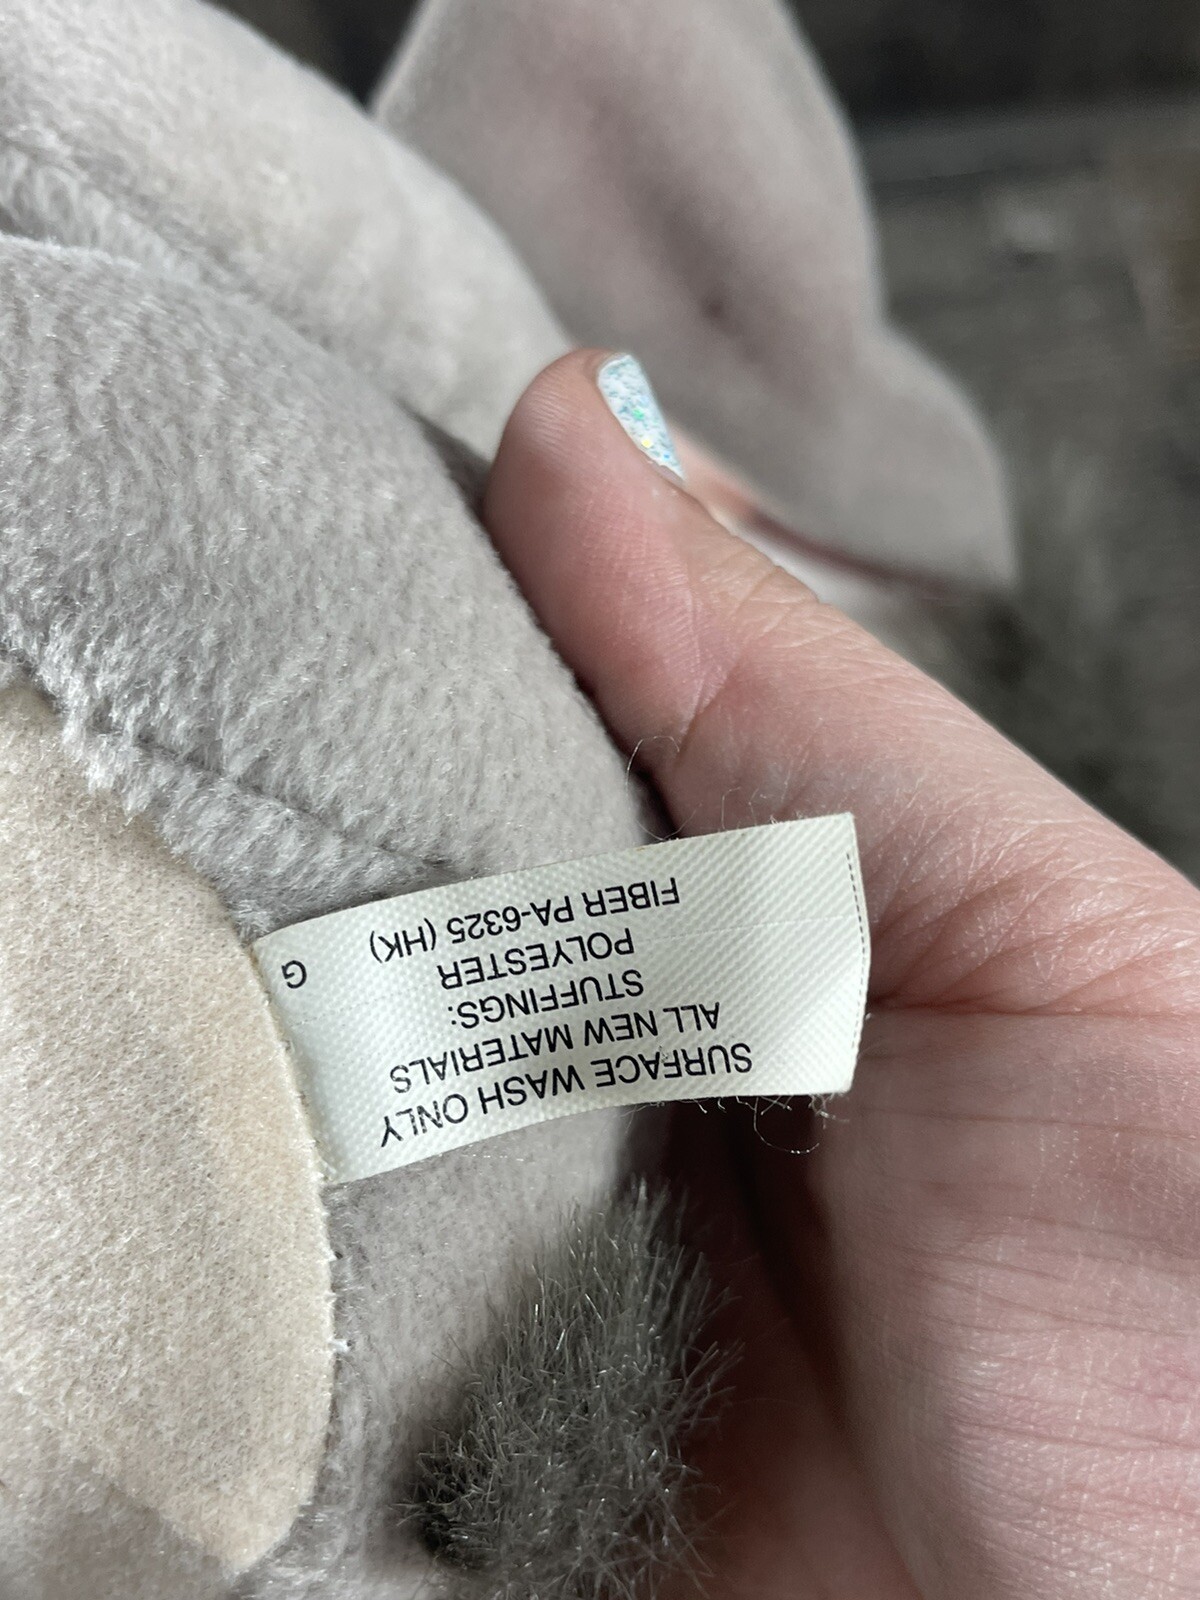 SURFACE WASH ONLY
ALL NEW MATERIALS
STUFFINGS:
POLYESTER
FIBER PA-6325 (HK)
G